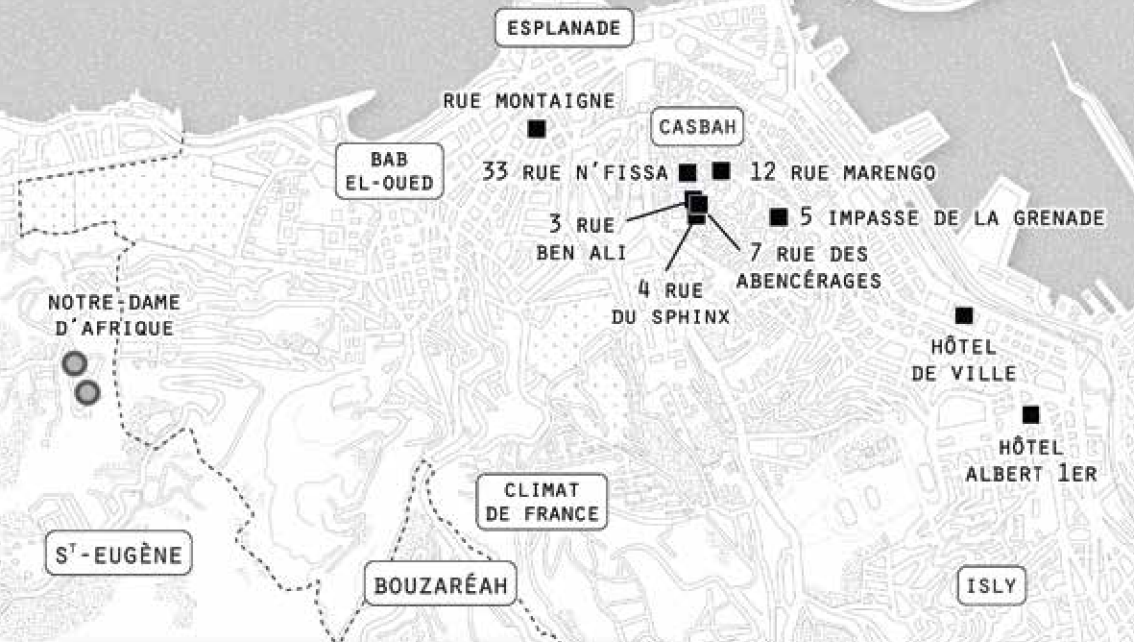 ESPLANADE
RUE MONTAIGNE
CASBAH
BAB
EL-OUED
33 RUE N'FISSA
12 RUE MARENGO
3 RUE
BEN ALI
5 IMPASSE DE LA GRENADE
7 RUE DES
ABENCÉRAGES
4 RUE
DU SPHINX
NOTRE-DAME
D'AFRIQUE
HÔTEL
DE VILLE
HÔTEL
ALBERT 1ER
CLIMAT
DE FRANCE
Sᵀ-EUGÈNE
BOUZARÉAH
ISLY